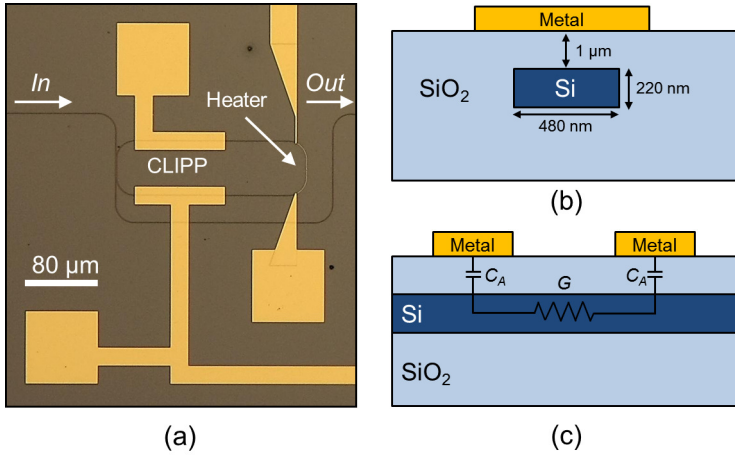 In
Out
Heater
CLIPP
80 µm
(a)
Metal
1 µm
SiO2
Si
220 nm
480 nm
(b)
Metal
Metal
CA
G
CA
Si
SiO2
(c)